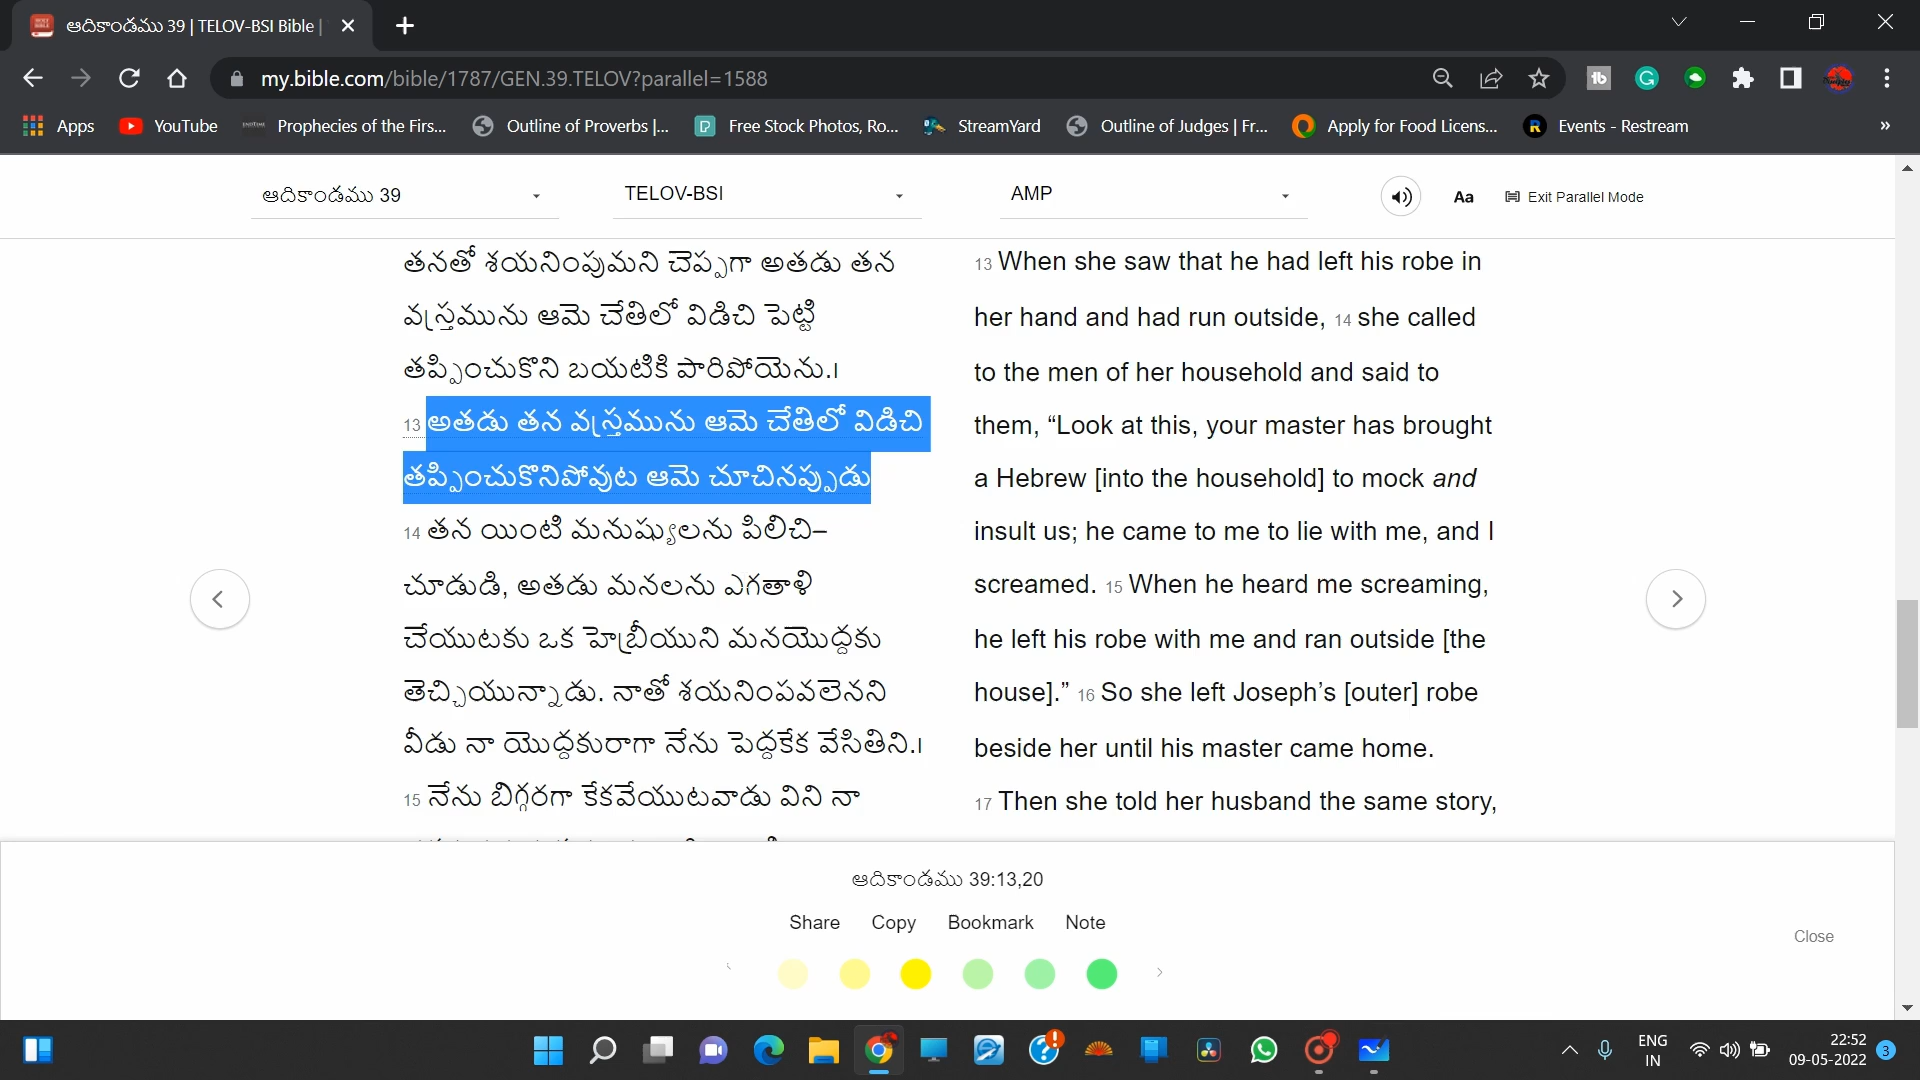 ఆదికాండము 39 | TELOV-BSI Bible |
my.bible.com/bible/1787/GEN.39.TELOV?parallel=1588
Apps YouTube Prophecies of the Firs... Outline of Proverbs |... Free Stock Photos, Ro... StreamYard Outline of Judges | Fr... Apply for Food Licens... Events - Restream »
ఆదికాండము 39 TELOV-BSI AMP Aa Exit Parallel Mode
తనతో శయనింపుమని చెప్పగా అతడు తన
వస్త్రమును ఆమె చేతిలో విడిచి పెట్టి
తప్పించుకొని బయటికి పారిపోయెను.।
13 అతడు తన వస్త్రమును ఆమె చేతిలో విడిచి
తప్పించుకొనిపోవుట ఆమె చూచినప్పుడు
14 తన యింటి మనుష్యులను పిలిచి–
చూడుడి, అతడు మనలను ఎగతాళి
చేయుటకు ఒక హెబ్రీయుని మనయొద్దకు
తెచ్చియున్నాడు. నాతో శయనింపవలెనని
వీడు నా యొద్దకురాగా నేను పెద్దకేక వేసితిని.।
15 నేను బిగ్గరగా కేకవేయుటవాడు విని నా
13 When she saw that he had left his robe in
her hand and had run outside, 14 she called
to the men of her household and said to
them, “Look at this, your master has brought
a Hebrew [into the household] to mock and
insult us; he came to me to lie with me, and I
screamed. 15 When he heard me screaming,
he left his robe with me and ran outside [the
house].” 16 So she left Joseph’s [outer] robe
beside her until his master came home.
17 Then she told her husband the same story,
ఆదికాండము 39:13,20
Share Copy Bookmark Note
Close
ENG
IN
22:52
09-05-2022
3